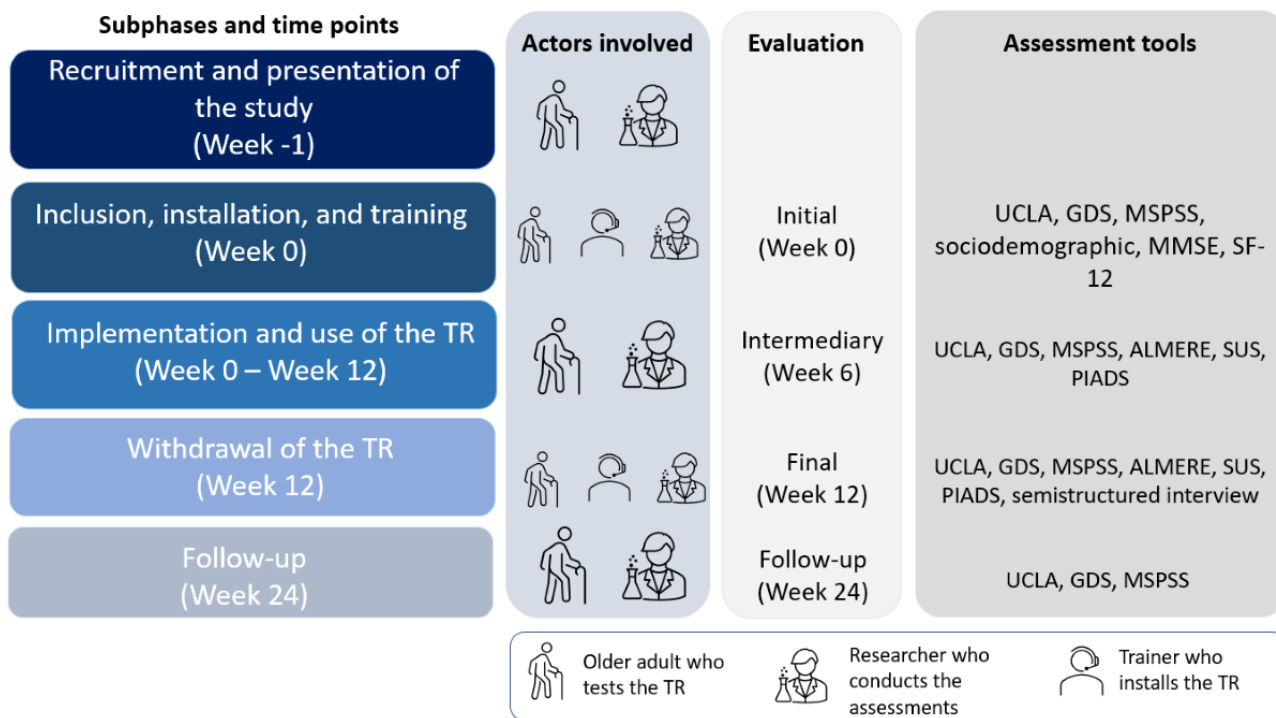 Subphases and time points
Actors involved
Evaluation
Assessment tools
Recruitment and presentation of
the study
(Week -1)
Inclusion, installation, and training
(Week 0)
Initial
(Week 0)
UCLA, GDS, MSPSS,
sociodemographic, MMSE, SF-
12
Implementation and use of the TR
(Week 0 – Week 12)
Intermediary
(Week 6)
UCLA, GDS, MSPSS, ALMERE, SUS,
PIADS
Withdrawal of the TR
(Week 12)
Final
(Week 12)
UCLA, GDS, MSPSS, ALMERE, SUS,
PIADS, semistructured interview
Follow-up
(Week 24)
Follow-up
(Week 24)
UCLA, GDS, MSPSS
Older adult who
tests the TR
Researcher who
conducts the
assessments
Trainer who
installs the TR